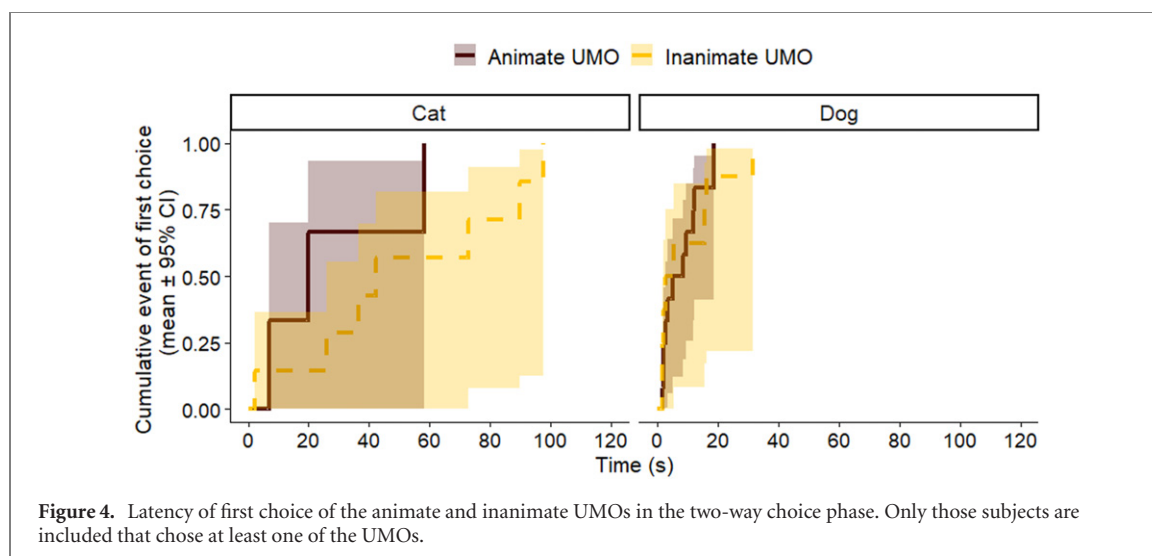 Animate UMO Inanimate UMO
Cat Dog
Cumulative event of first choice
(mean ± 95% CI)
1.00
0.75
0.50
0.25
0.00
0 20 40 60 80 100 120 0 20 40 60 80 100 120
Time (s)
Figure 4. Latency of first choice of the animate and inanimate UMOs in the two-way choice phase. Only those subjects are
included that chose at least one of the UMOs.